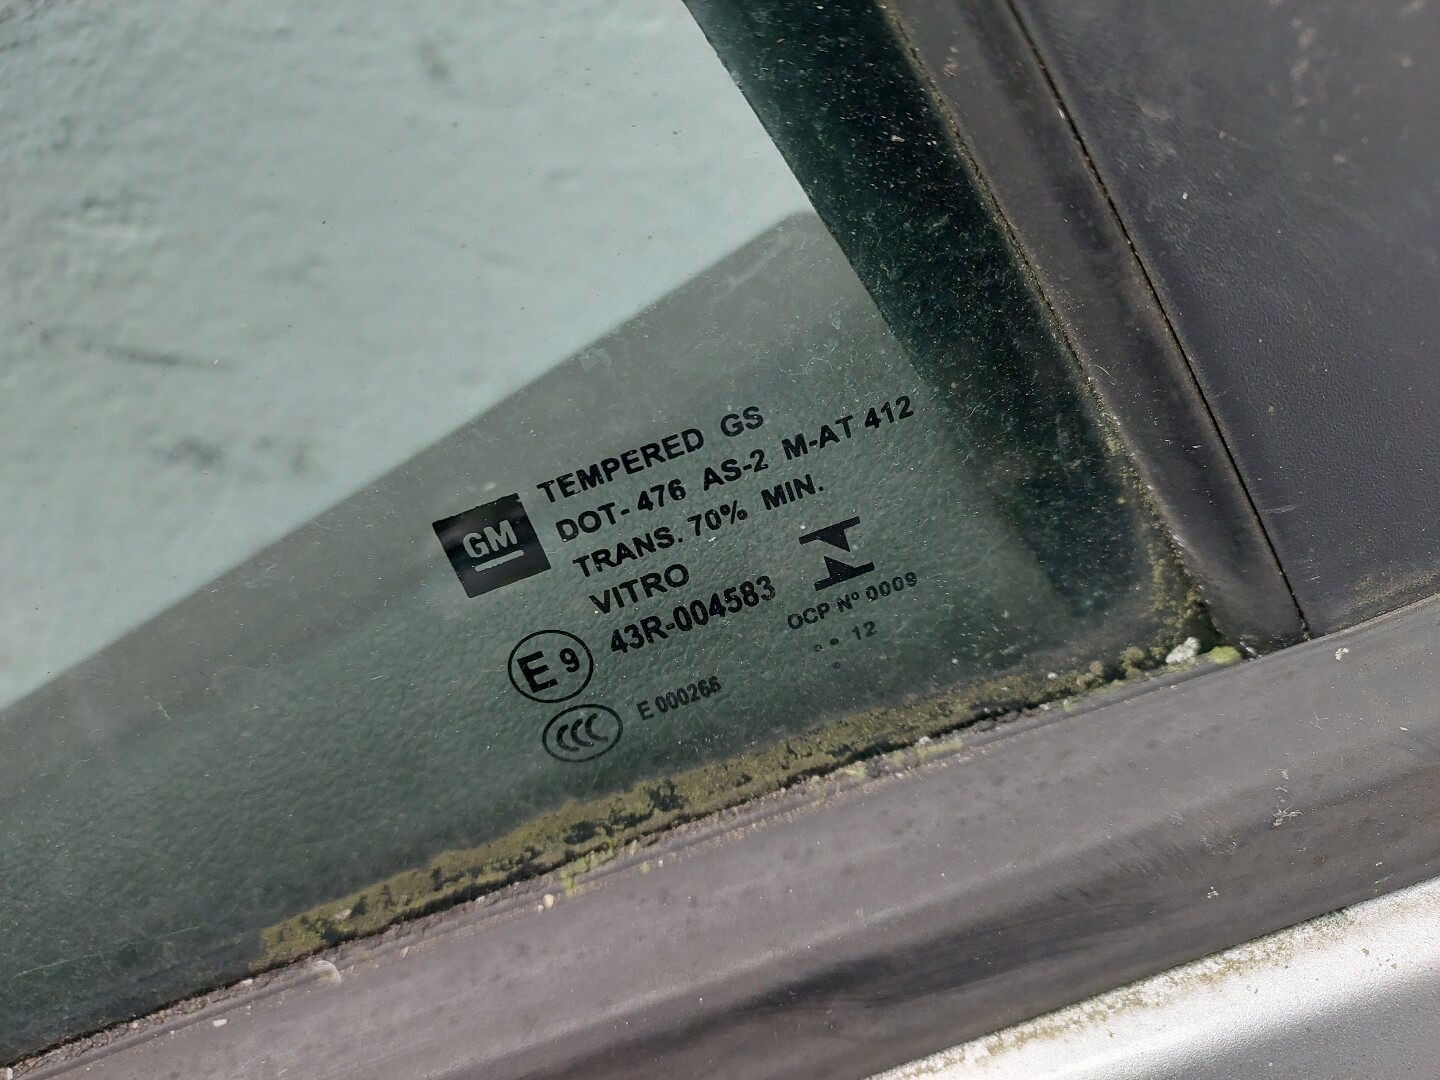 GM
TEMPERED GS
DOT-476 AS-2 M-AT 412
TRANS. 70% MIN.
VITRO
E9 43R-004583
OCP Nº 0009
12
CCC E000266